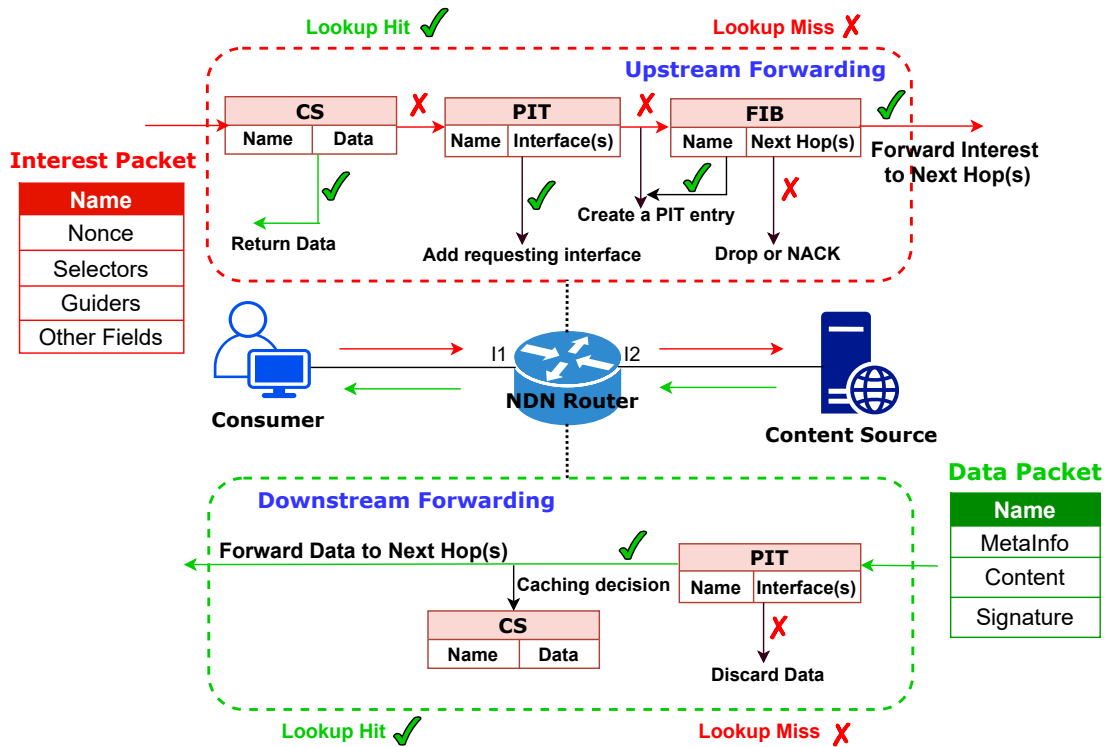 Lookup Hit
Lookup Miss
Upstream Forwarding
CS
Name
Data
PIT
Name
Interface(s)
FIB
Name
Next Hop(s)
Forward Interest
to Next Hop(s)
Return Data
Add requesting interface
Create a PIT entry
Drop or NACK
Interest Packet
Name
Nonce
Selectors
Guiders
Other Fields
I1
I2
Consumer
NDN Router
Content Source
Downstream Forwarding
Forward Data to Next Hop(s)
Caching decision
CS
Name
Data
PIT
Name
Interface(s)
Discard Data
Data Packet
Name
MetaInfo
Content
Signature
Lookup Hit
Lookup Miss